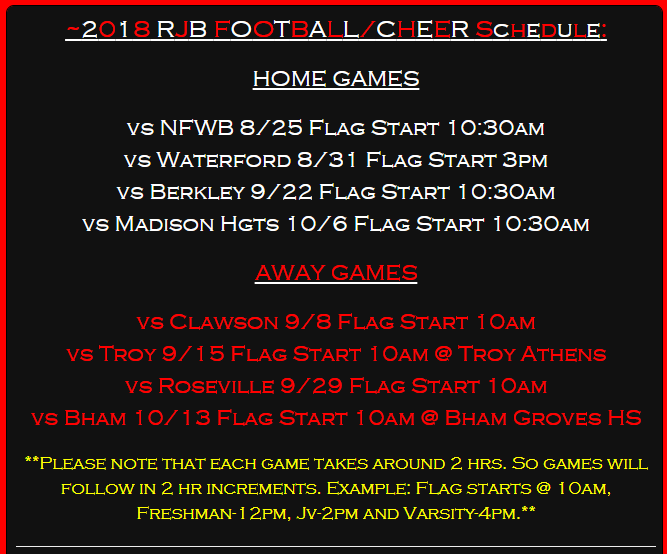 ~2018 RJB FOOTBALL/CHEER Schedule:
HOME GAMES
vs NFWB 8/25 Flag Start 10:30am
vs Waterford 8/31 Flag Start 3pm
vs Berkley 9/22 Flag Start 10:30am
vs Madison Hgts 10/6 Flag Start 10:30am
AWAY GAMES
vs Clawson 9/8 Flag Start 10am
vs Troy 9/15 Flag Start 10am @ Troy Athens
vs Roseville 9/29 Flag Start 10am
vs Bham 10/13 Flag Start 10am @ Bham Groves HS
**Please note that each game takes around 2 hrs. So games will
follow in 2 hr increments. Example: Flag starts @ 10am,
Freshman-12pm, Jv-2pm and Varsity-4pm.**